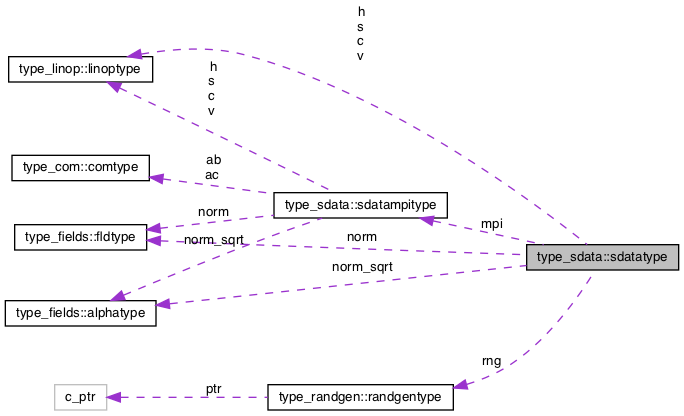 h
s
c
v
type_linop::linoptype
h
s
c
v
type_com::comtype
ab
ac
type_sdata::sdatampitype
norm
mpi
type_fields::fldtype
norm_sqrt
norm
type_sdata::sdatatype
norm_sqrt
type_fields::alphatype
rng
ptr
c_ptr
type_randgen::randgentype